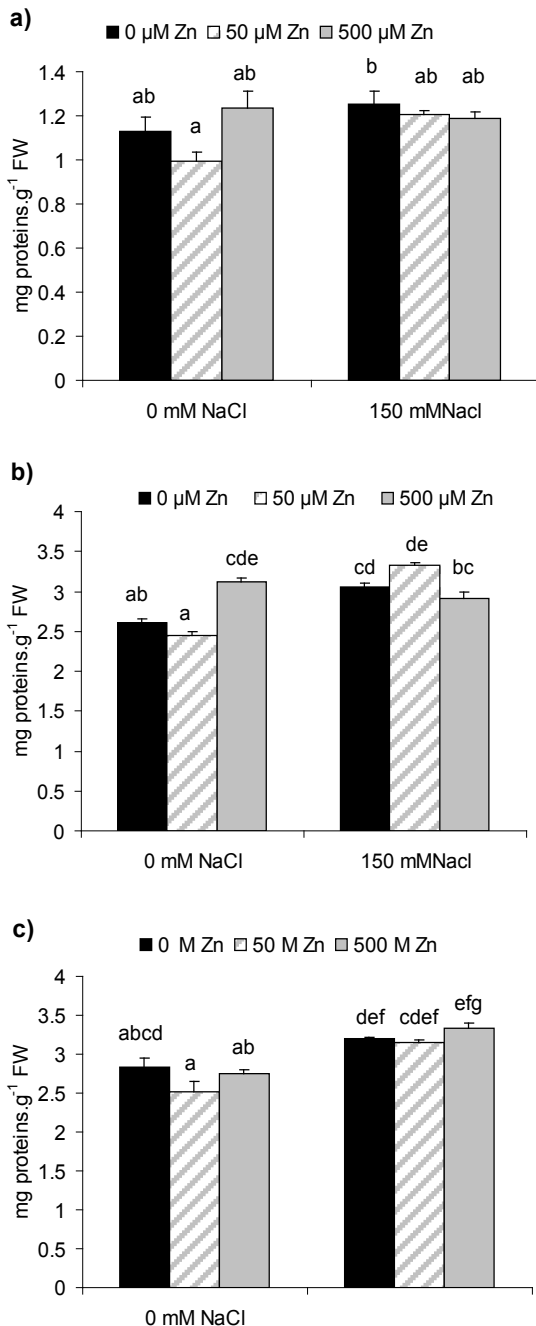 a)
0 µM Zn 50 µM Zn 500 µM Zn
mg proteins.g-1 FW
1.4
1.2
1
0.8
0.6
0.4
0.2
0
ab a ab b ab ab
0 mM NaCl 150 mMNacl
b)
0 µM Zn 50 µM Zn 500 µM Zn
mg proteins.g-1 FW
4
3.5
3
2.5
2
1.5
1
0.5
0
ab a cde cd de bc
0 mM NaCl 150 mMNacl
c)
0 M Zn 50 M Zn 500 M Zn
mg proteins.g-1 FW
4
3.5
3
2.5
2
1.5
1
0.5
0
abcd a ab def cdef efg
0 mM NaCl